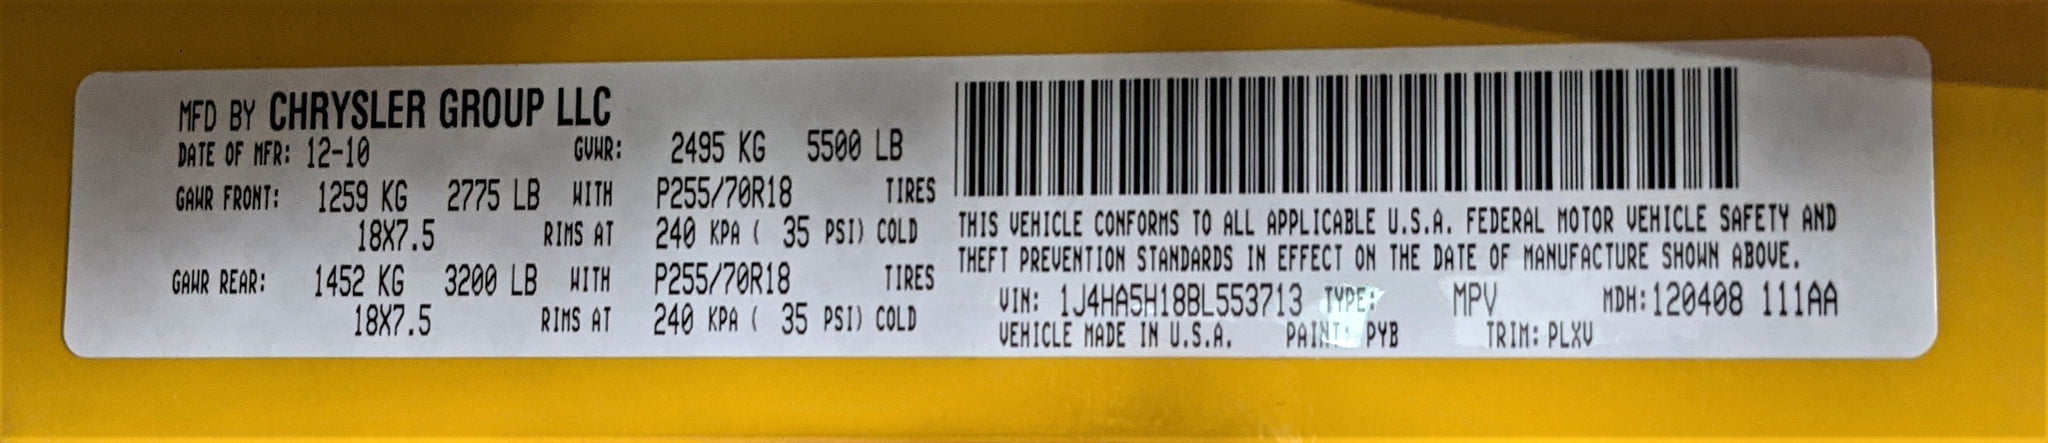 MFD BY CHRYSLER GROUP LLC
DATE OF MFR: 12-10 GVWR: 2495 KG 5500 LB
GAWR FRONT: 1259 KG 2775 LB WITH P255/70R18 TIRES
18X7.5 RIMS AT 240 KPA ( 35 PSI) COLD
GAWR REAR: 1452 KG 3200 LB WITH P255/70R18 TIRES
18X7.5 RIMS AT 240 KPA ( 35 PSI) COLD
THIS VEHICLE CONFORMS TO ALL APPLICABLE U.S.A. FEDERAL MOTOR VEHICLE SAFETY AND
THEFT PREVENTION STANDARDS IN EFFECT ON THE DATE OF MANUFACTURE SHOWN ABOVE.
VIN: 1J4HA5H18BL553713 TYPE: MPV MDH: 120408 111AA
VEHICLE MADE IN U.S.A. PAINT: PYB TRIM: PLXV